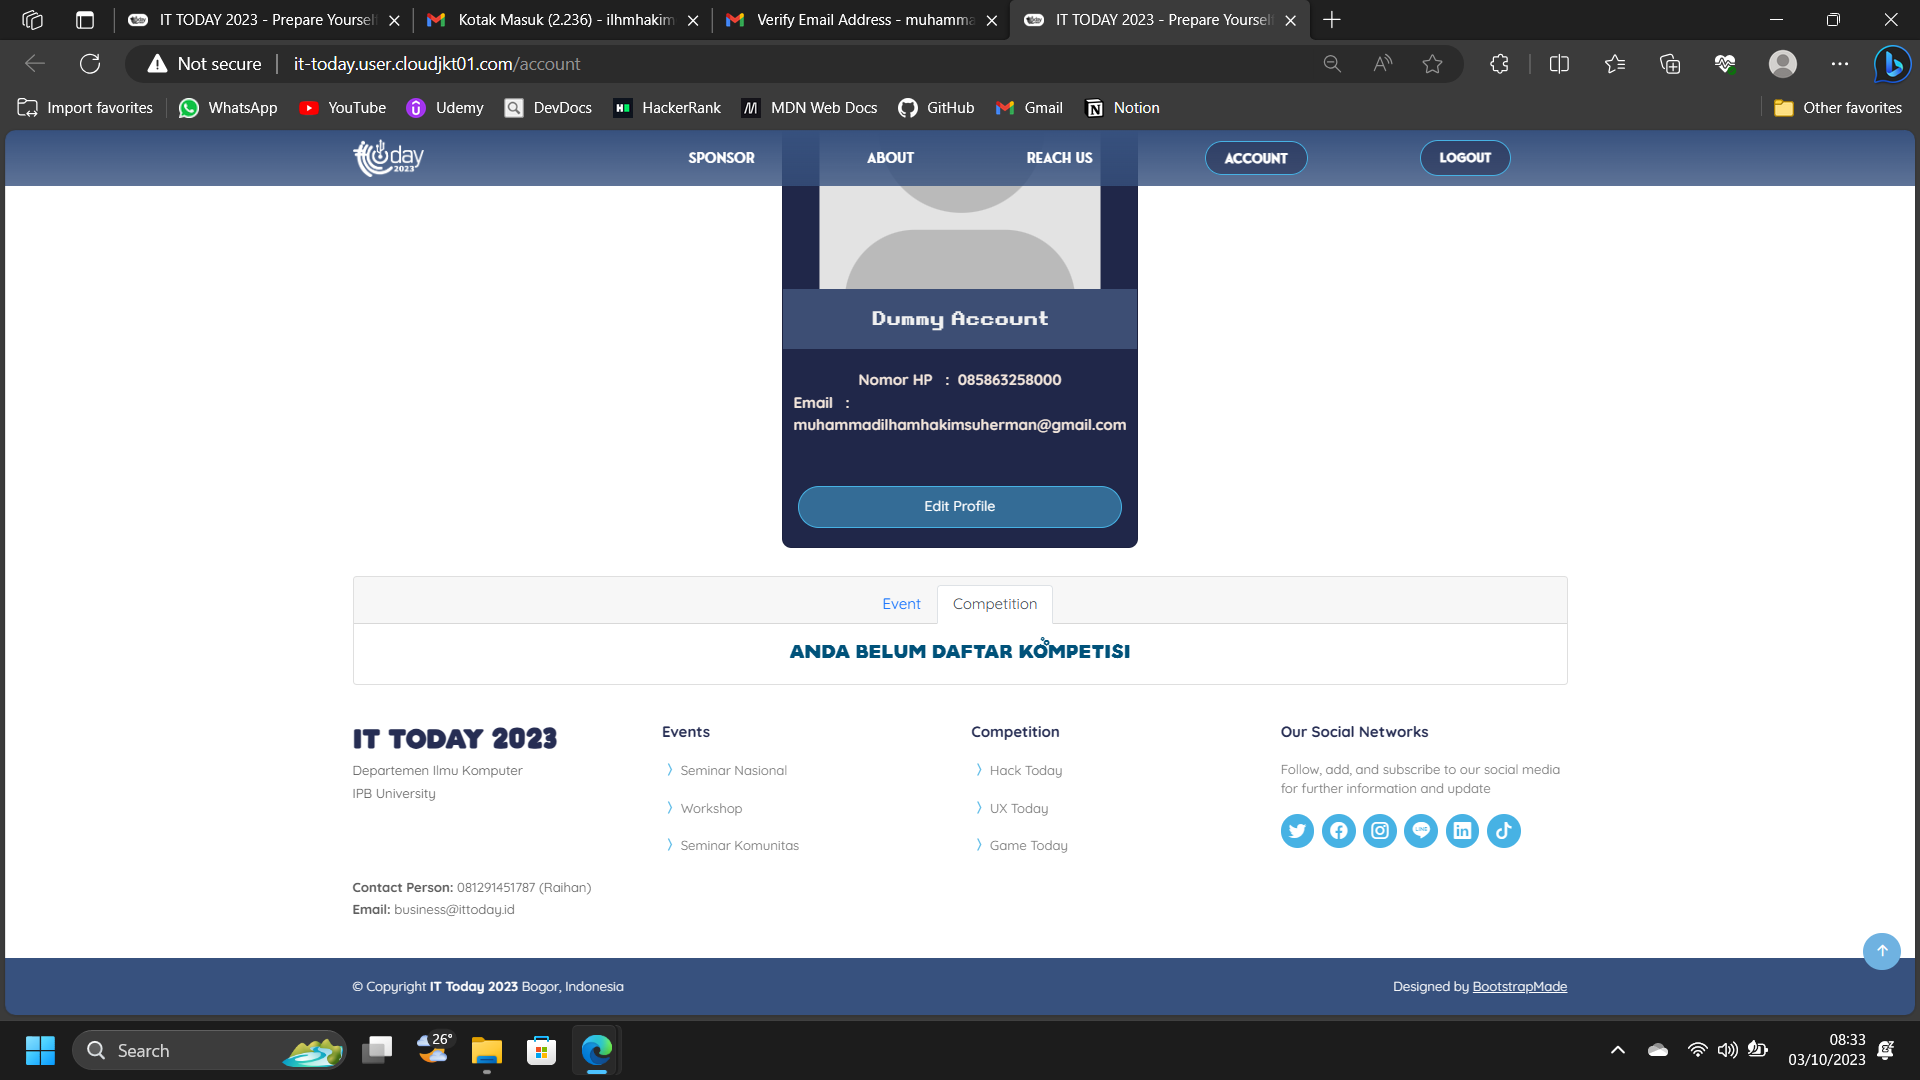 IT TODAY 2023 - Prepare Yourself
Kotak Masuk (2.236) - ilhmhakim
Verify Email Address - muhamma
IT TODAY 2023 - Prepare Yourself
Not secure
it-today.user.cloudjkt01.com/account
Import favorites
WhatsApp
YouTube
Udemy
DevDocs
HackerRank
MDN Web Docs
GitHub
Gmail
Notion
Other favorites
day
2023
SPONSOR
ABOUT
REACH US
ACCOUNT
LOGOUT
Dummy Account
Nomor HP : 085863258000
Email :
muhammadilhamhakimsuherman@gmail.com
Edit Profile
Event
Competition
ANDA BELUM DAFTAR KOMPETISI
IT TODAY 2023
Departemen Ilmu Komputer
IPB University
Contact Person: 081291451787 (Raihan)
Email: business@ittoday.id
Events
Seminar Nasional
Workshop
Seminar Komunitas
Competition
Hack Today
UX Today
Game Today
Our Social Networks
Follow, add, and subscribe to our social media
for further information and update
© Copyright IT Today 2023 Bogor, Indonesia
Designed by BootstrapMade
Search
26°
08:33
03/10/2023